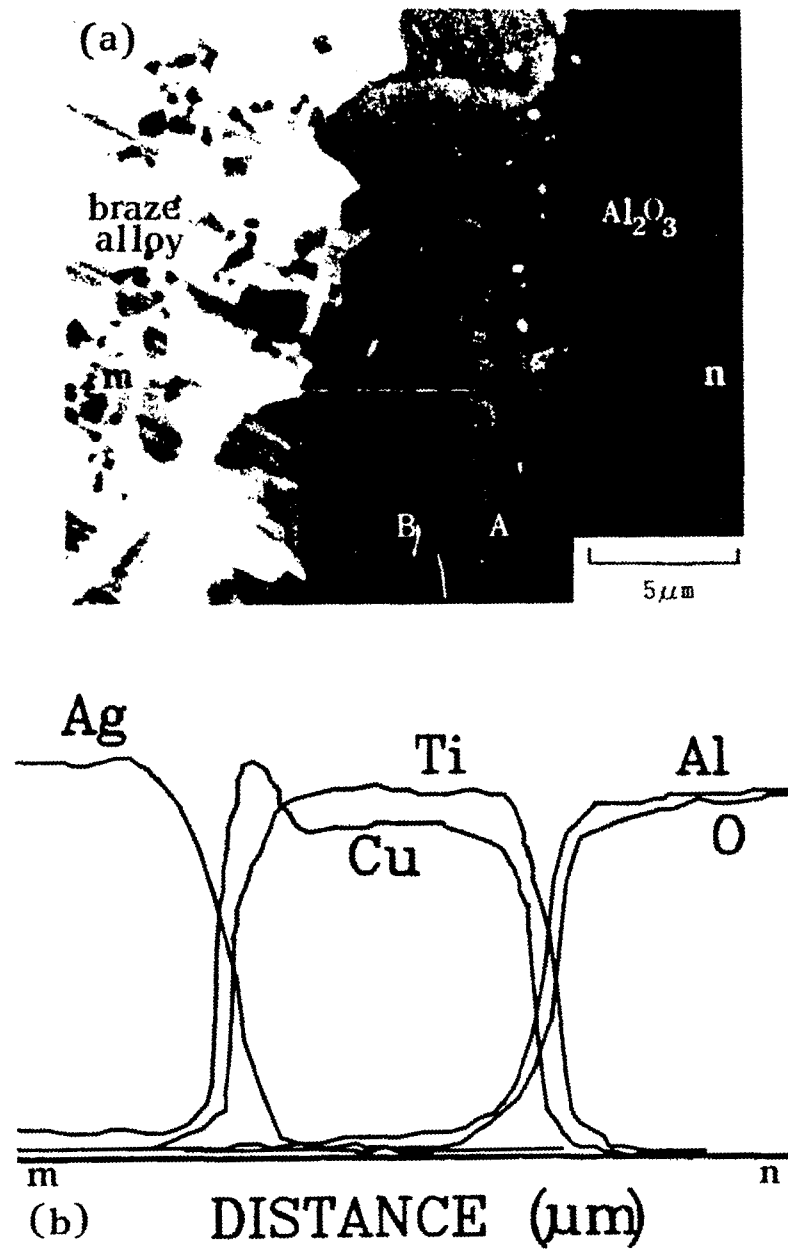 (a)
braze
alloy
Al₂O₃
m
n
B
A
5μm
Ag
Ti
Al
Cu
O
m
n
(b)
DISTANCE (μm)